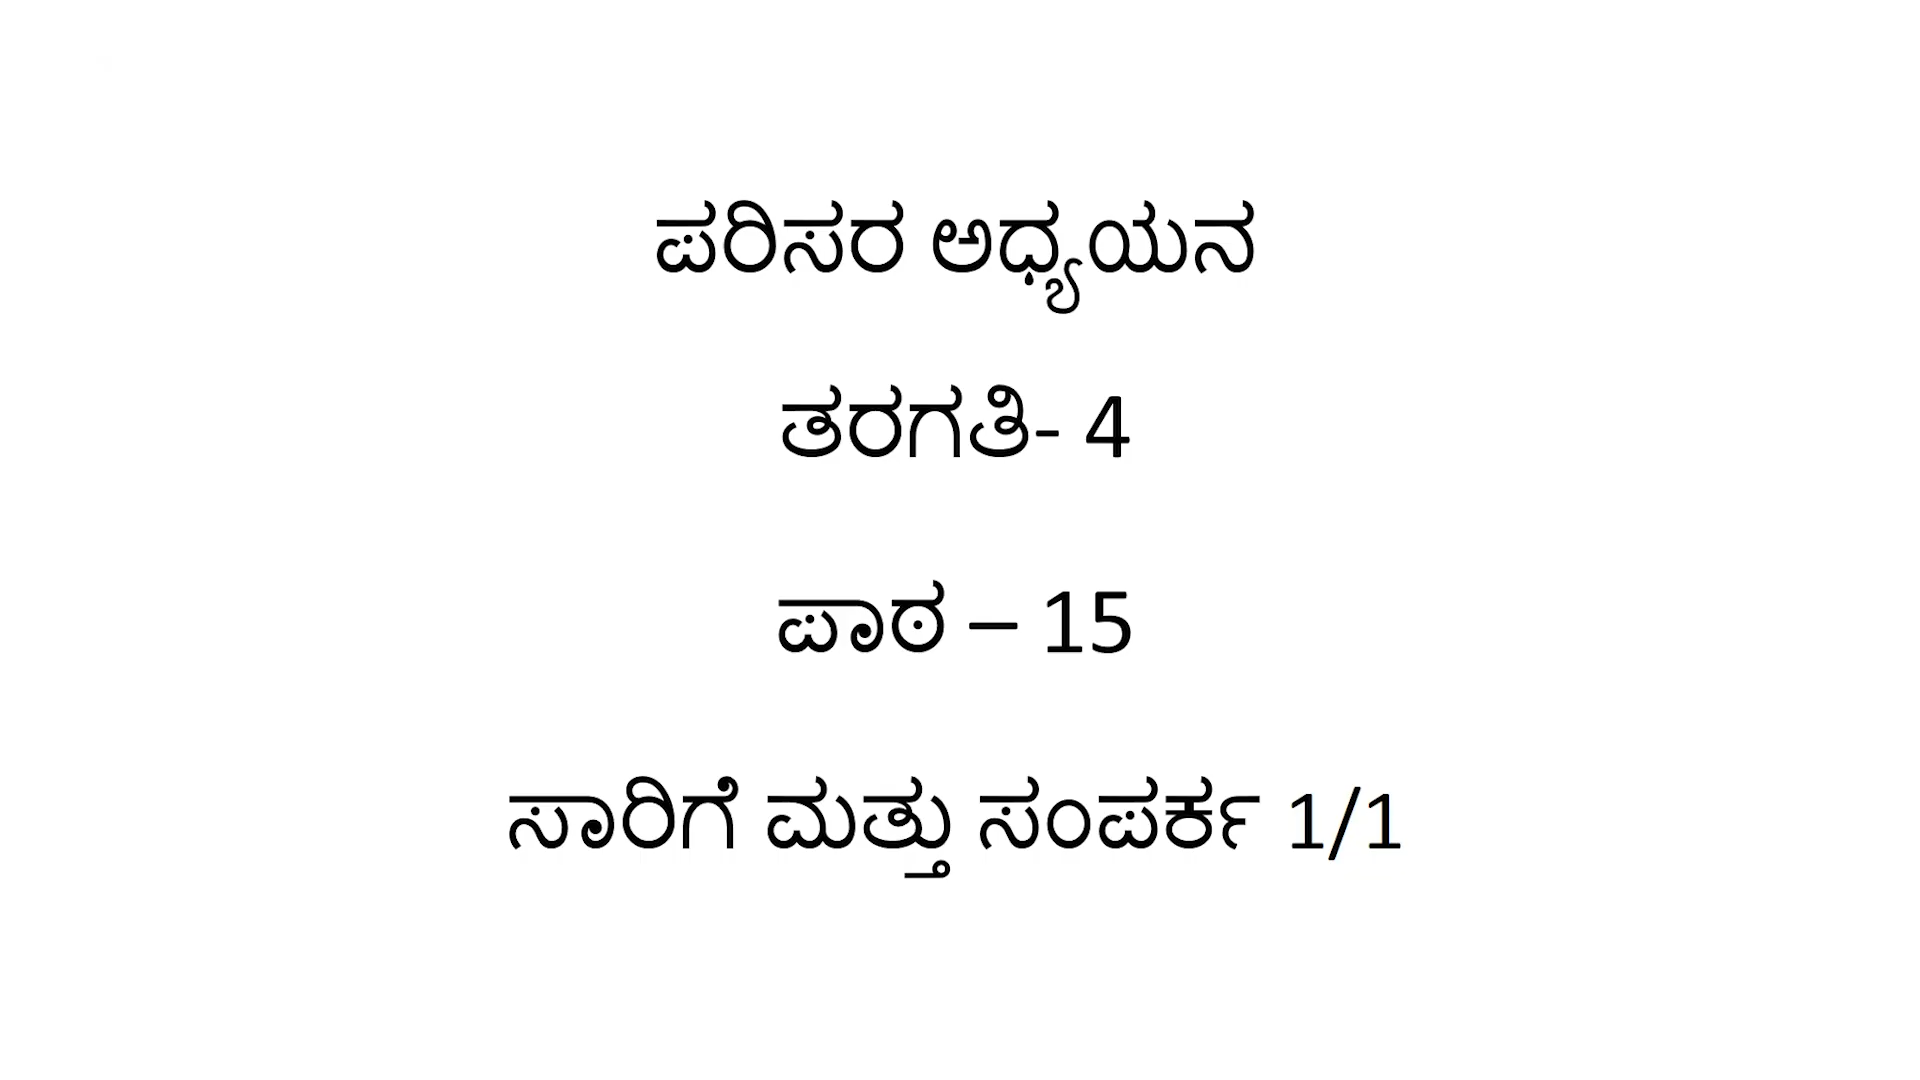 ಪರಿಸರ ಅಧ್ಯಯನ
ತರಗತಿ- 4
ಪಾಠ – 15
ಸಾರಿಗೆ ಮತ್ತು ಸಂಪರ್ಕ 1/1